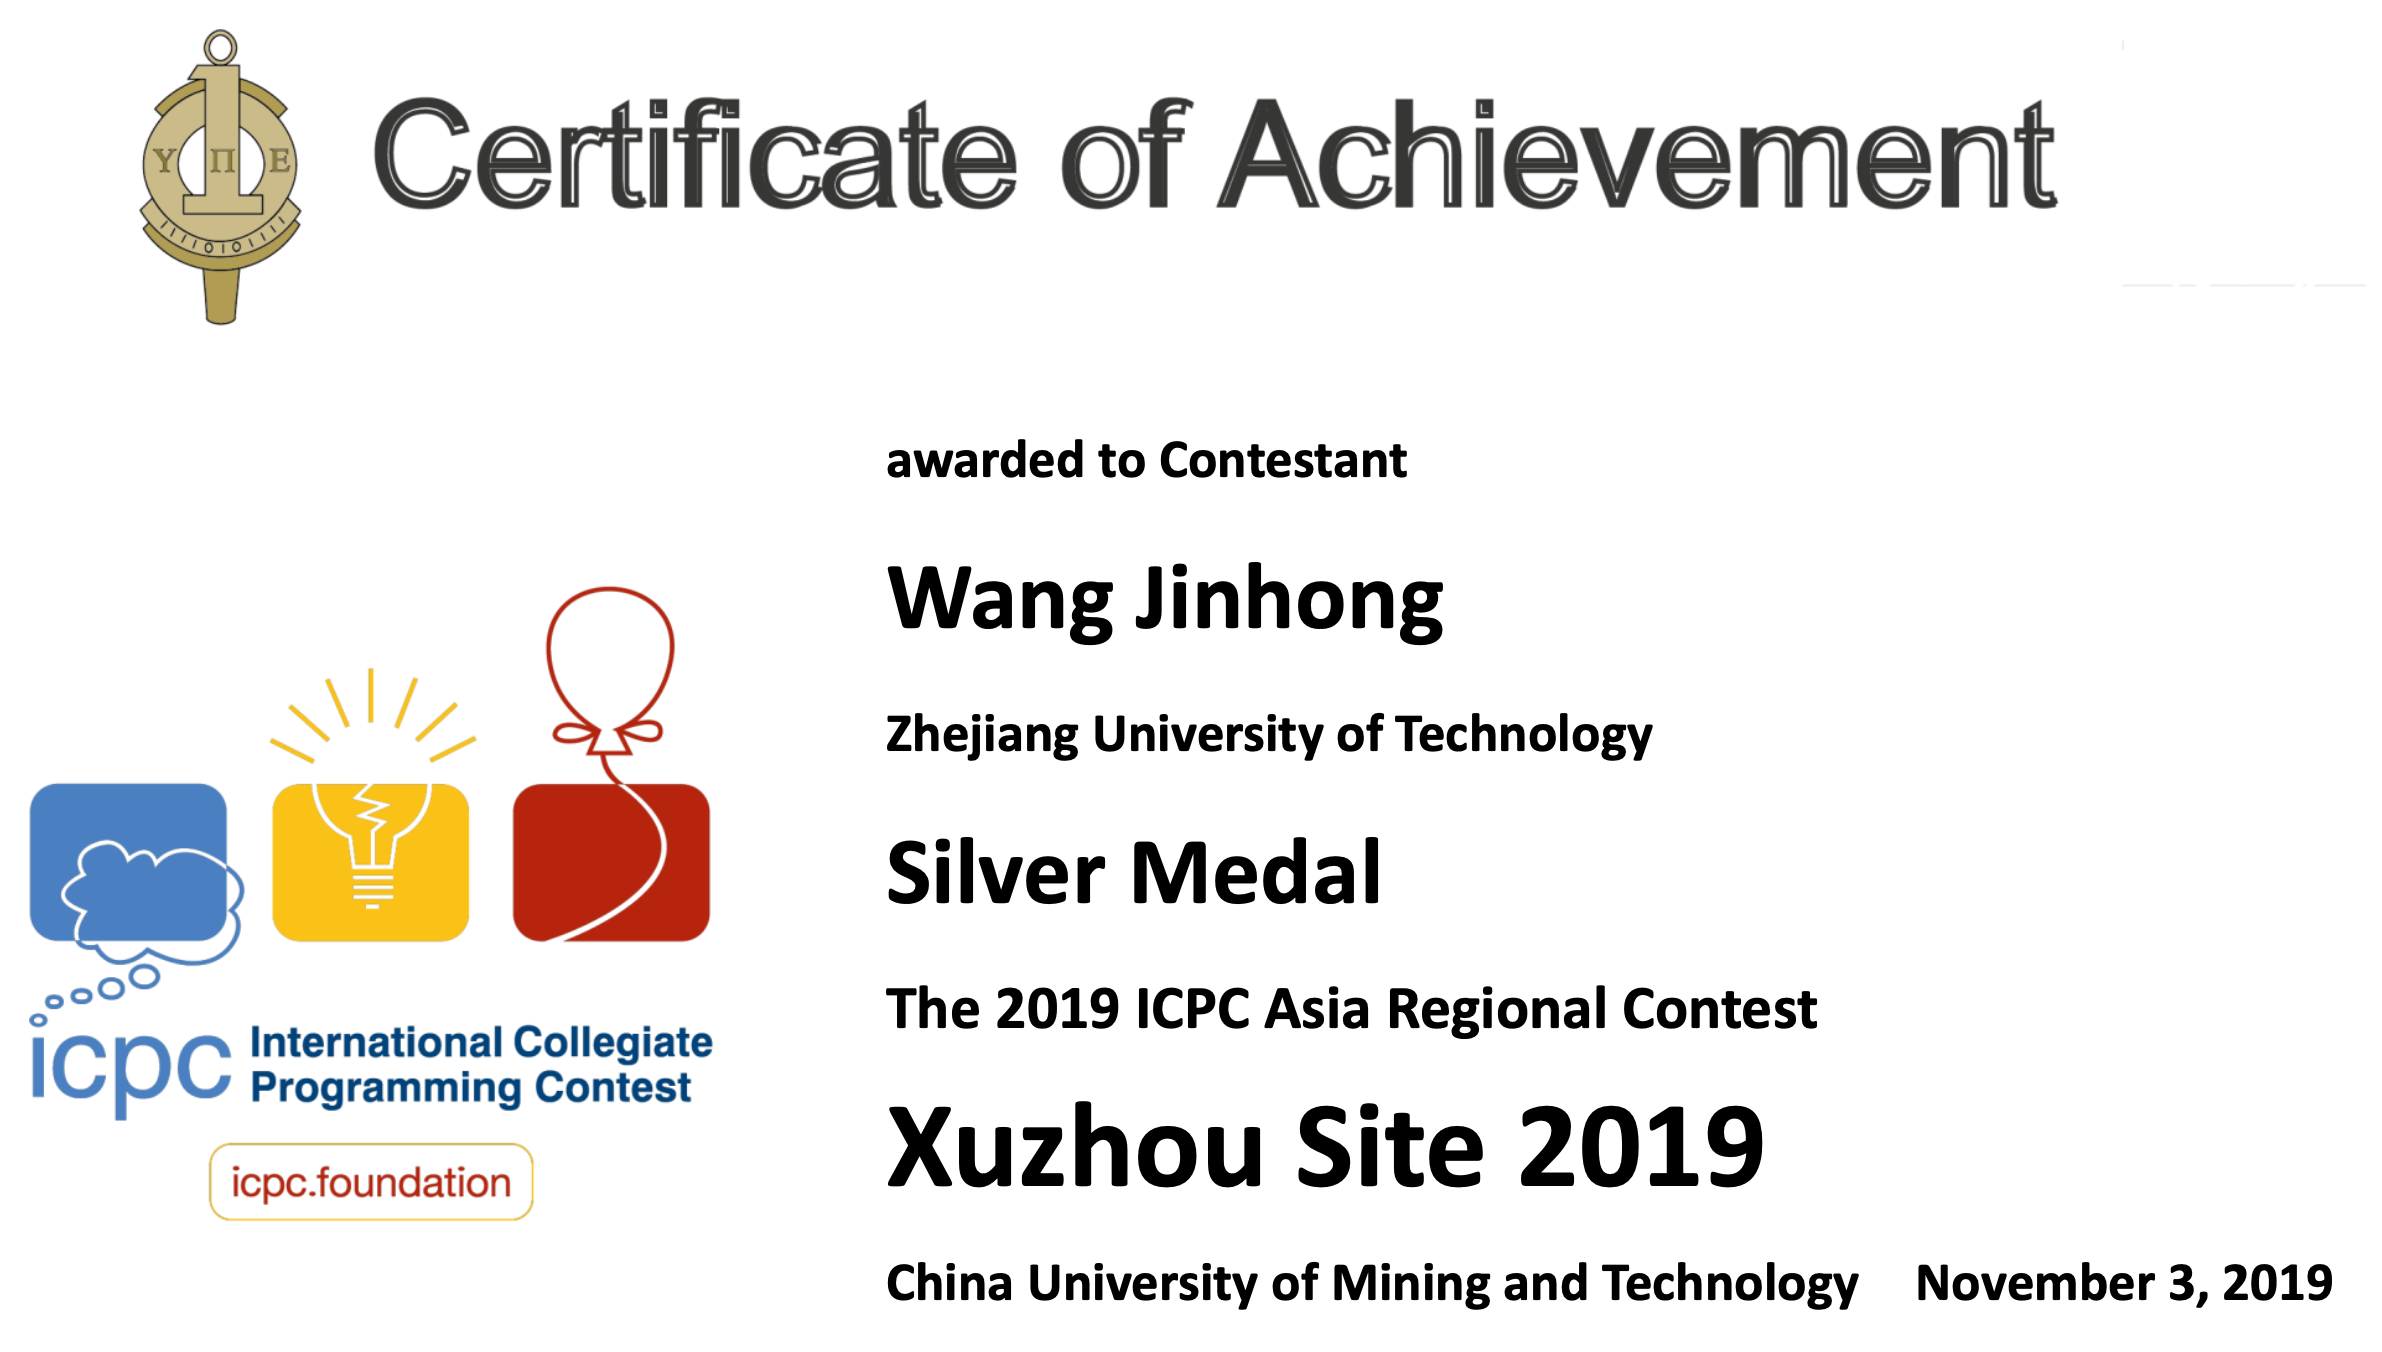 Certificate of Achievement
Υ Π Ε
awarded to Contestant
Wang Jinhong
Zhejiang University of Technology
Silver Medal
The 2019 ICPC Asia Regional Contest
Xuzhou Site 2019
China University of Mining and Technology November 3, 2019
icpc International Collegiate
Programming Contest
icpc.foundation